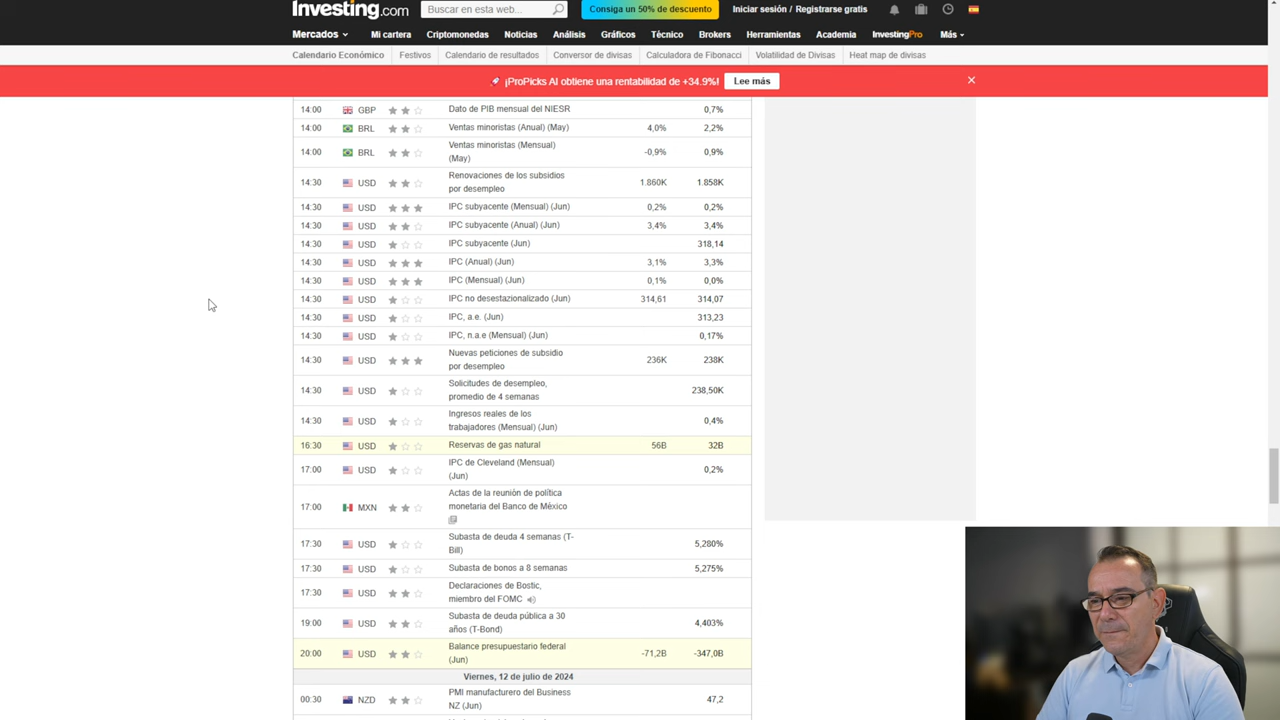 Investing.com Buscar en esta web... Consiga un 50% de descuento Iniciar sesión / Registrarse gratis
Mercados Mi cartera Criptomonedas Noticias Análisis Gráficos Técnico Brokers Herramientas Academia InvestingPro Más
Calendario Económico Festivos Calendario de resultados Conversor de divisas Calculadora de Fibonacci Volatilidad de Divisas Heat map de divisas
¡ProPicks AI obtiene una rentabilidad de +34.9%! Lee más
14:00 GBP Dato de PIB mensual del NIESR 0,7%
14:00 BRL Ventas minoristas (Anual) (May) 4,0% 2,2%
14:00 BRL Ventas minoristas (Mensual) -0,9% 0,9%
(May)
14:30 USD Renovaciones de los subsidios 1.860K 1.858K
por desempleo
14:30 USD IPC subyacente (Mensual) (Jun) 0,2% 0,2%
14:30 USD IPC subyacente (Anual) (Jun) 3,4% 3,4%
14:30 USD IPC subyacente (Jun) 318,14
14:30 USD IPC (Anual) (Jun) 3,1% 3,3%
14:30 USD IPC (Mensual) (Jun) 0,1% 0,0%
14:30 USD IPC no desestazionalizado (Jun) 314,61 314,07
14:30 USD IPC, a.e. (Jun) 313,23
14:30 USD IPC, n.a.e (Mensual) (Jun) 0,17%
14:30 USD Nuevas peticiones de subsidio 236K 238K
por desempleo
14:30 USD Solicitudes de desempleo, 238,50K
promedio de 4 semanas
14:30 USD Ingresos reales de los 0,4%
trabajadores (Mensual) (Jun)
16:30 USD Reservas de gas natural 56B 32B
17:00 USD IPC de Cleveland (Mensual) 0,2%
(Jun)
17:00 MXN Actas de la reunión de política
monetaria del Banco de México
17:30 USD Subasta de deuda 4 semanas (T- 5,280%
Bill)
17:30 USD Subasta de bonos a 8 semanas 5,275%
17:30 USD Declaraciones de Bostic,
miembro del FOMC
19:00 USD Subasta de deuda pública a 30 4,403%
años (T-Bond)
20:00 USD Balance presupuestario federal -71,2B -347,0B
(Jun)
Viernes, 12 de julio de 2024
00:30 NZD PMI manufacturero del Business 47,2
NZ (Jun)